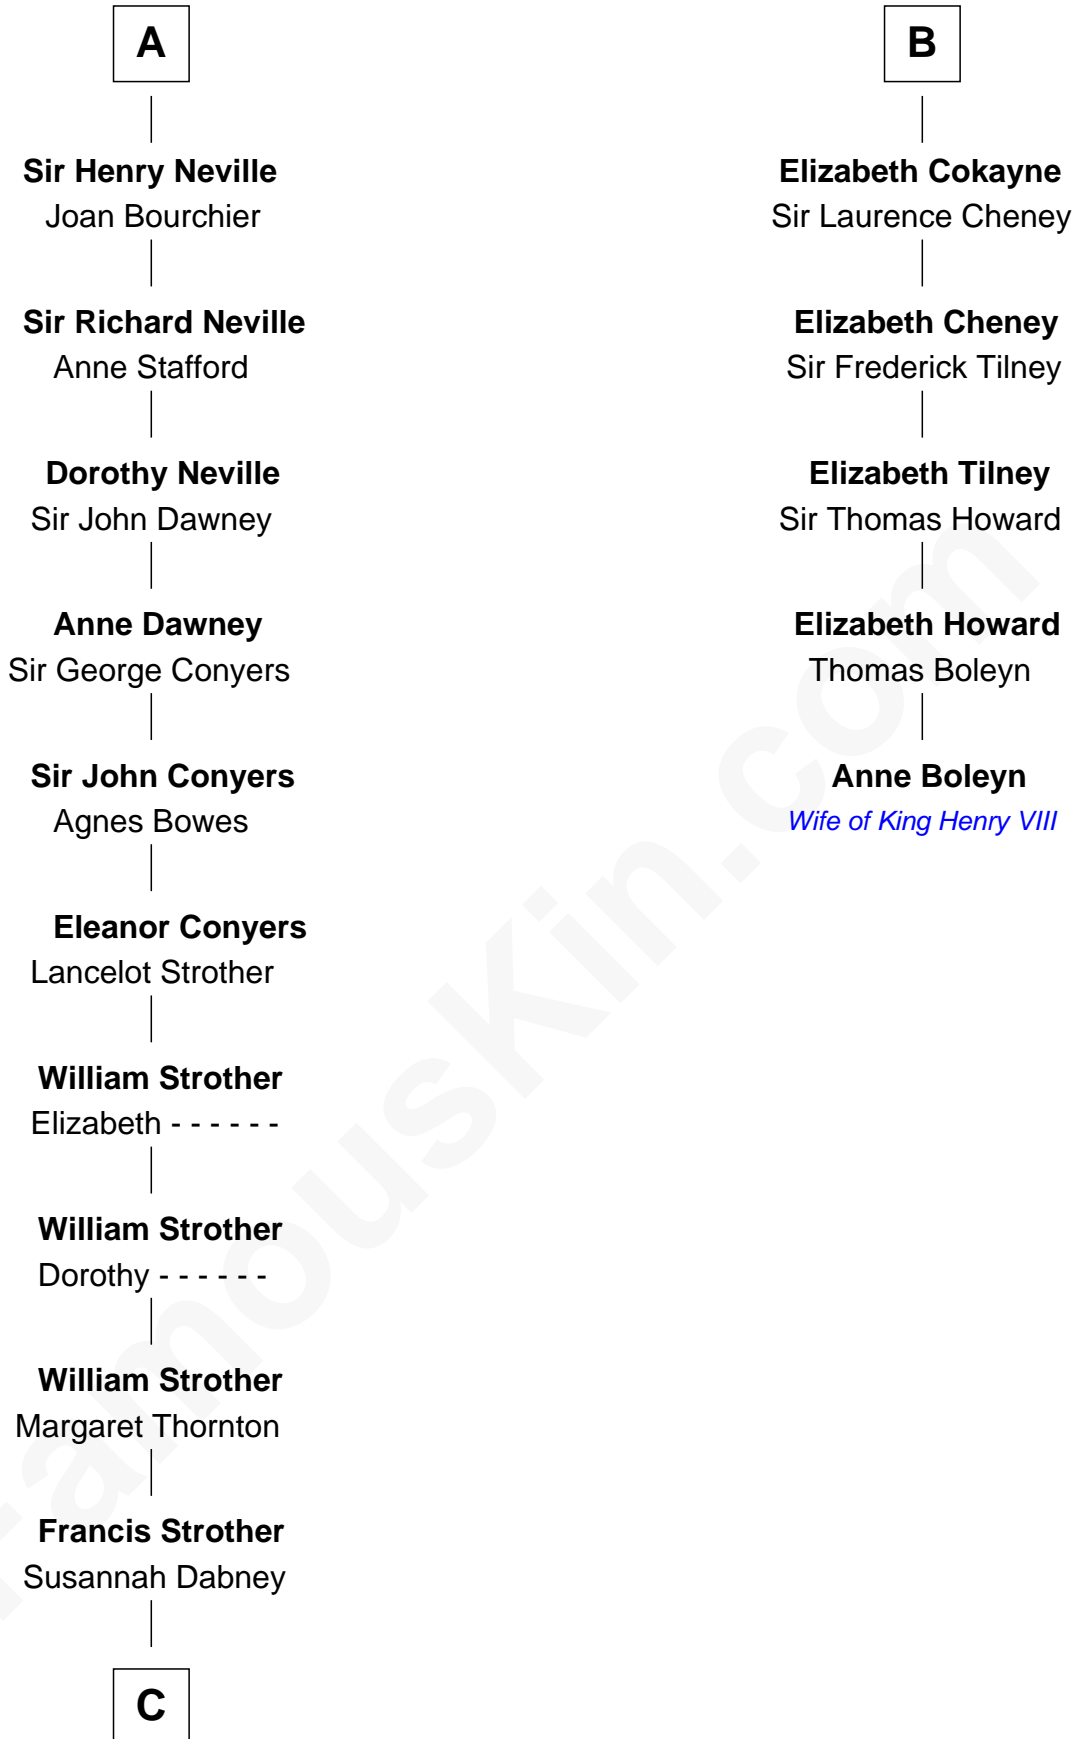 A
Sir Henry Neville
Joan Bourchier
Sir Richard Neville
Anne Stafford
Dorothy Neville
Sir John Dawney
Anne Dawney
Sir George Conyers
Sir John Conyers
Agnes Bowes
Eleanor Conyers
Lancelot Strother
William Strother
Elizabeth - - - - - -
William Strother
Dorothy - - - - - -
William Strother
Margaret Thornton
Francis Strother
Susannah Dabney
C
B
Elizabeth Cokayne
Sir Laurence Cheney
Elizabeth Cheney
Sir Frederick Tilney
Elizabeth Tilney
Sir Thomas Howard
Elizabeth Howard
Thomas Boleyn
Anne Boleyn
Wife of King Henry VIII
FamousKin.com